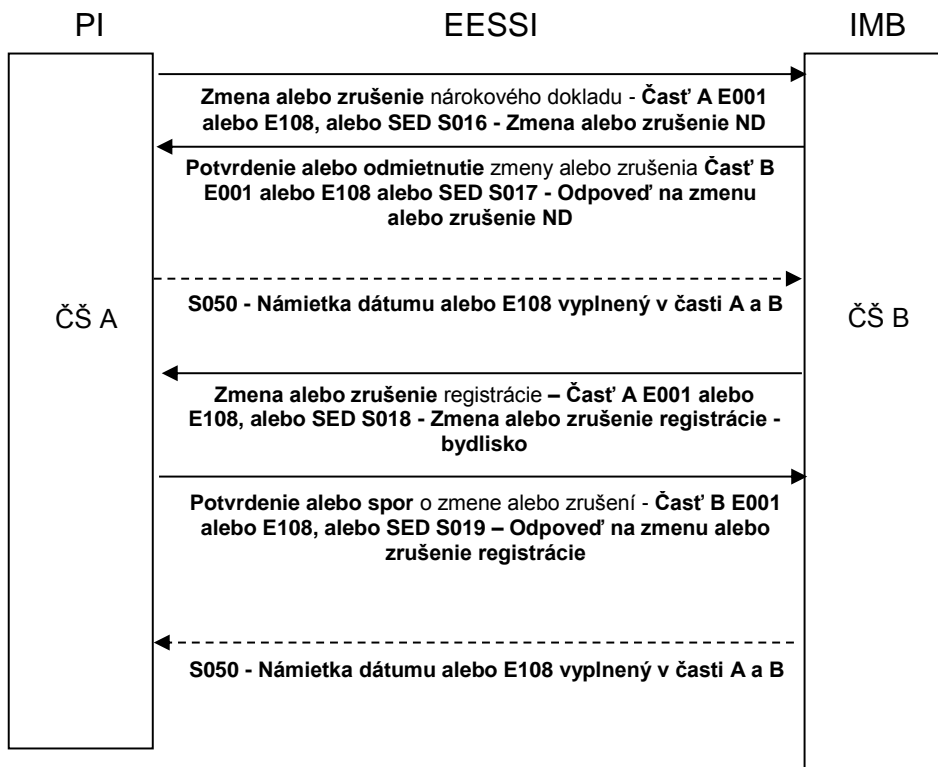 PI EESSI IMB
Zmena alebo zrušenie nárokového dokladu - Časť A E001
alebo E108, alebo SED S016 - Zmena alebo zrušenie ND
Potvrdenie alebo odmietnutie zmeny alebo zrušenia Časť B
E001 alebo E108 alebo SED S017 - Odpoveď na zmenu
alebo zrušenie ND
S050 - Námietka dátumu alebo E108 vyplnený v časti A a B
ČŠ A ČŠ B
Zmena alebo zrušenie registrácie – Časť A E001 alebo
E108, alebo SED S018 - Zmena alebo zrušenie registrácie -
bydlisko
Potvrdenie alebo spor o zmene alebo zrušení - Časť B E001
alebo E108, alebo SED S019 – Odpoveď na zmenu alebo
zrušenie registrácie
S050 - Námietka dátumu alebo E108 vyplnený v časti A a B